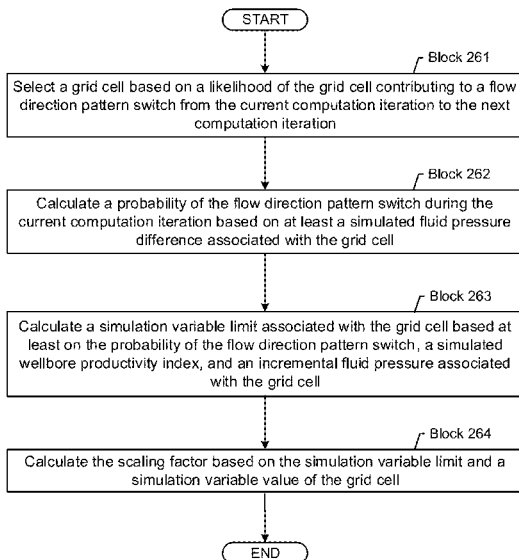 START
Block 261
Select a grid cell based on a likelihood of the grid cell contributing to a flow
direction pattern switch from the current computation iteration to the next
computation iteration
Block 262
Calculate a probability of the flow direction pattern switch during the
current computation iteration based on at least a simulated fluid pressure
difference associated with the grid cell
Block 263
Calculate a simulation variable limit associated with the grid cell based at
least on the probability of the flow direction pattern switch, a simulated
wellbore productivity index, and an incremental fluid pressure associated
with the grid cell
Block 264
Calculate the scaling factor based on the simulation variable limit and a
simulation variable value of the grid cell
END